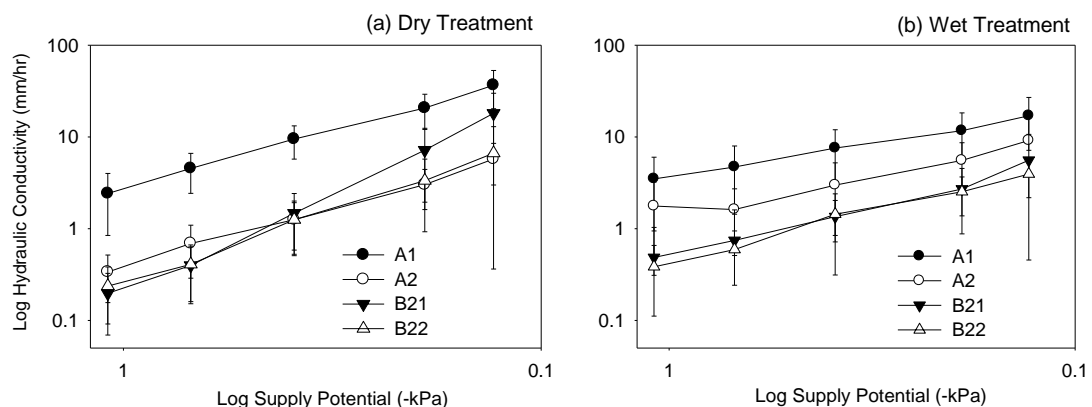 (a) Dry Treatment
Log Hydraulic Conductivity (mm/hr)
100
10
1
0.1
A1
A2
B21
B22
1
0.1
Log Supply Potential (-kPa)
(b) Wet Treatment
100
10
1
0.1
A1
A2
B21
B22
1
0.1
Log Supply Potential (-kPa)